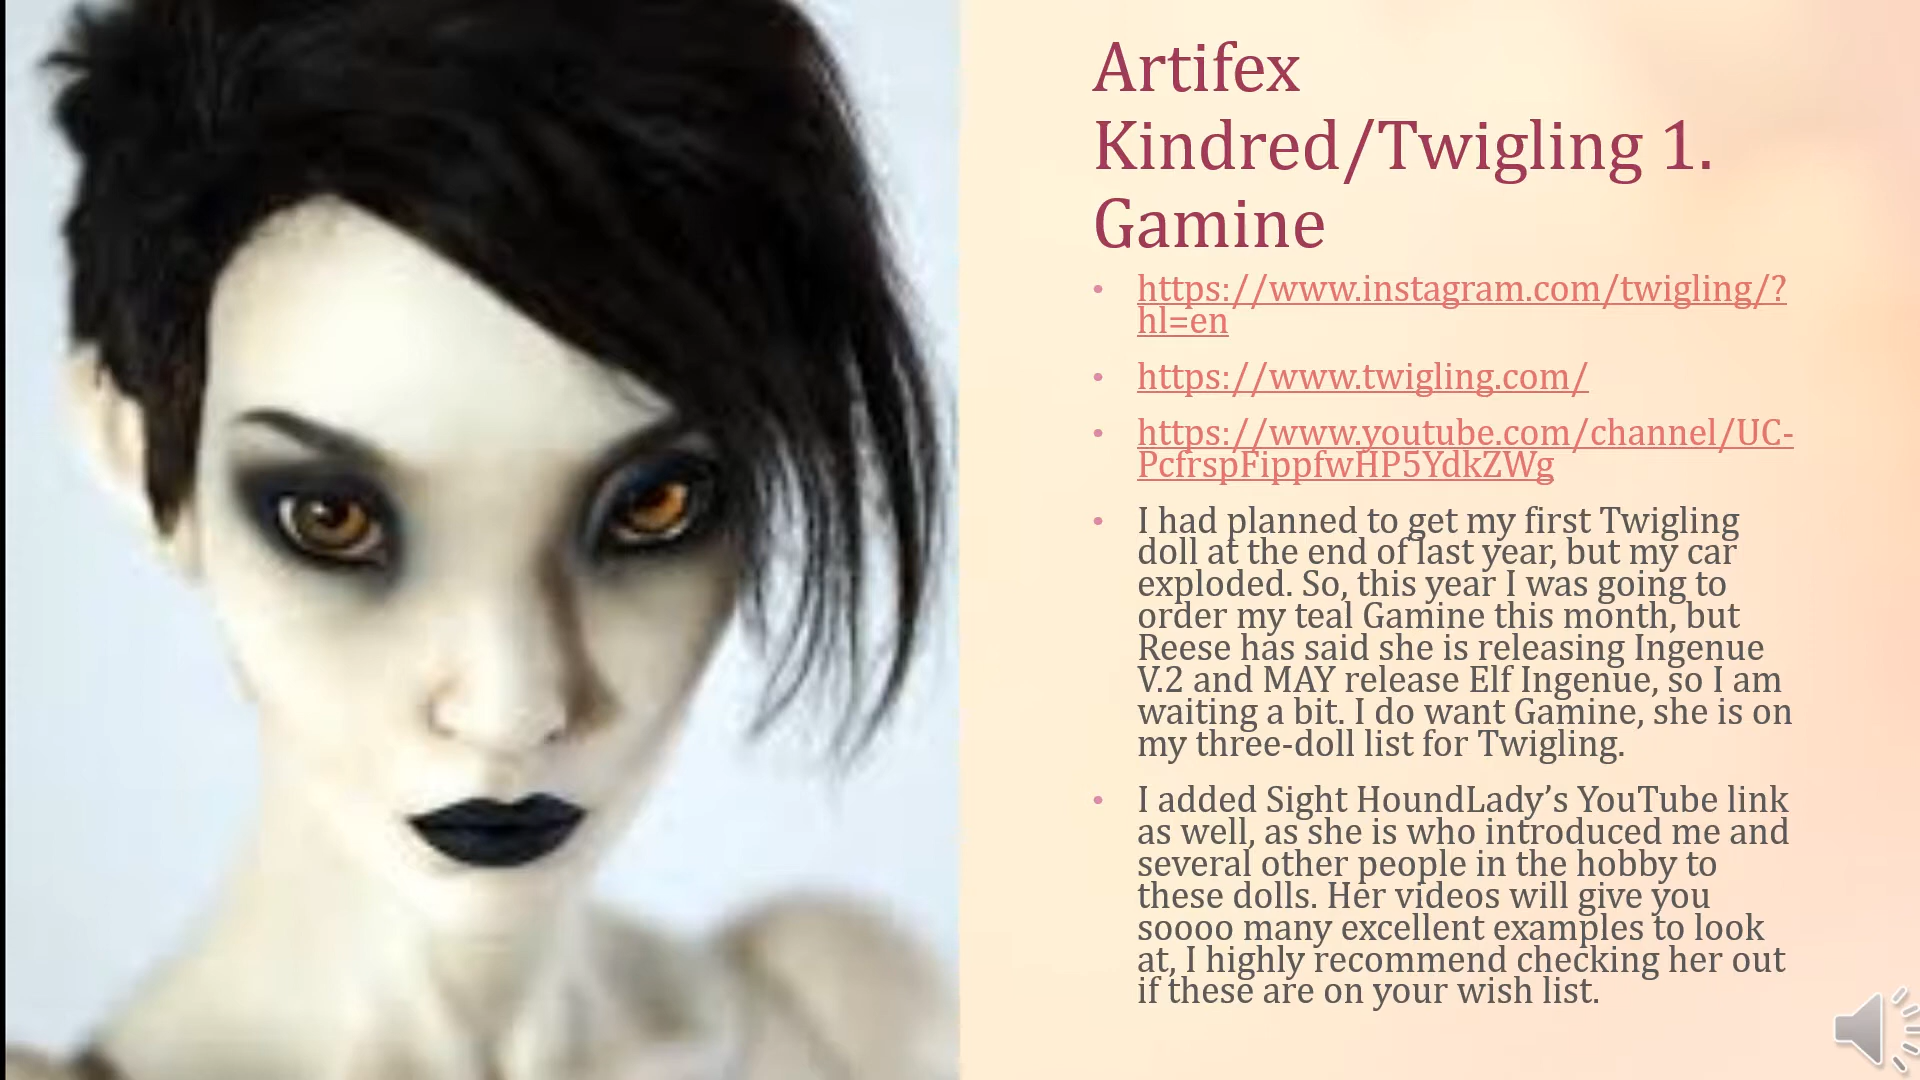 Artifex
Kindred/Twigling 1.
Gamine
• https://www.instagram.com/twigling/?
hl=en
• https://www.twigling.com/
• https://www.youtube.com/channel/UC-
PcfrspFippfwHP5YdkZWg
• I had planned to get my first Twigling
doll at the end of last year, but my car
exploded. So, this year I was going to
order my teal Gamine this month, but
Reese has said she is releasing Ingenue
V.2 and MAY release Elf Ingenue, so I am
waiting a bit. I do want Gamine, she is on
my three-doll list for Twigling.
• I added Sight HoundLady’s YouTube link
as well, as she is who introduced me and
several other people in the hobby to
these dolls. Her videos will give you
soooo many excellent examples to look
at, I highly recommend checking her out
if these are on your wish list.